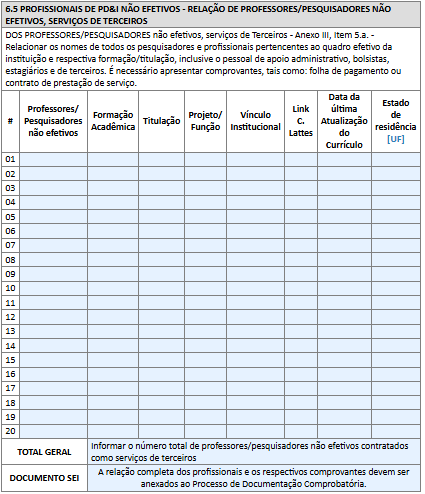 6.5 PROFISSIONAIS DE PD&I NÃO EFETIVOS - RELAÇÃO DE PROFESSORES/PESQUISADORES NÃO
EFETIVOS, SERVIÇOS DE TERCEIROS
DOS PROFESSORES/PESQUISADORES não efetivos, serviços de Terceiros - Anexo III, Item 5.a. -
Relacionar os nomes de todos os pesquisadores e profissionais pertencentes ao quadro efetivo da
instituição e respectiva formação/titulação, inclusive o pessoal de apoio administrativo, bolsistas,
estagiários e de terceiros. É necessário apresentar comprovantes, tais como: folha de pagamento ou
contrato de prestação de serviço.
#
Professores/
Pesquisadores
não efetivos
Formação
Acadêmica
Titulação
Projeto/
Função
Vínculo
Institucional
Link
C.
Lattes
Data da
última
Atualização
do
Currículo
Estado
de
residência
[UF]
01
02
03
04
05
06
07
08
09
10
11
12
13
14
15
16
17
18
19
20
TOTAL GERAL
Informar o número total de professores/pesquisadores não efetivos contratados
como serviços de terceiros
DOCUMENTO SEI
A relação completa dos profissionais e os respectivos comprovantes devem ser
anexados ao Processo de Documentação Comprobatória.